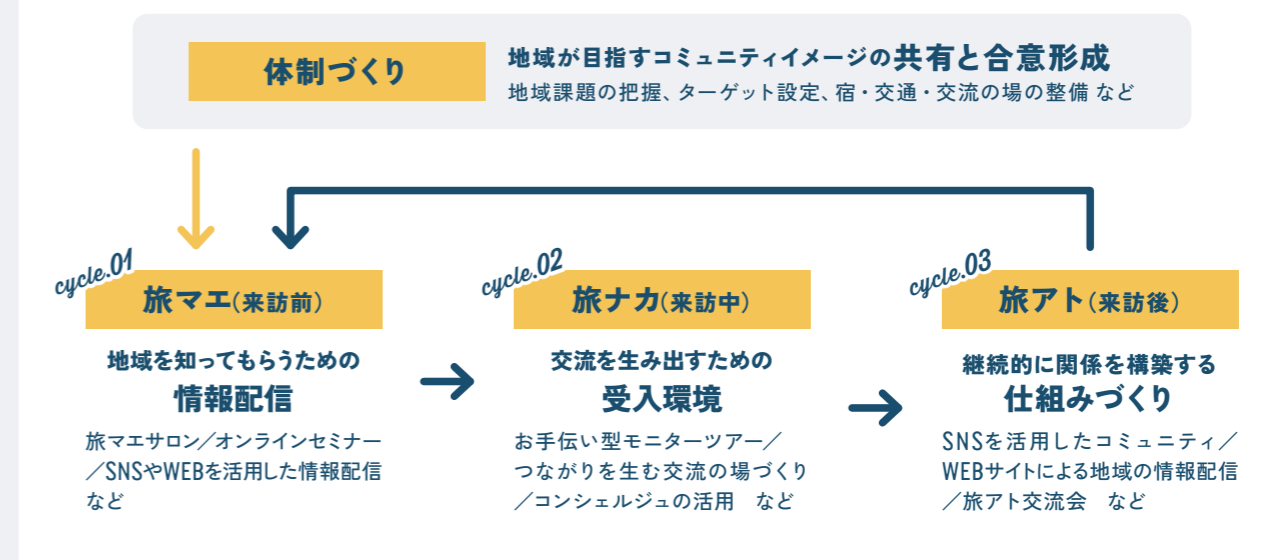 体制づくり
地域が目指すコミュニティイメージの共有と合意形成
地域課題の把握、ターゲット設定、宿・交通・交流の場の整備 など
cycle.01
旅マエ（来訪前）
地域を知ってもらうための
情報配信
旅マエサロン／オンラインセミナー
／SNSやWEBを活用した情報配信
など
cycle.02
旅ナカ（来訪中）
交流を生み出すための
受入環境
お手伝い型モニターツアー／
つながりを生む交流の場づくり
／コンシェルジュの活用　など
cycle.03
旅アト（来訪後）
継続的に関係を構築する
仕組みづくり
SNSを活用したコミュニティ／
WEBサイトによる地域の情報配信
／旅アト交流会　など